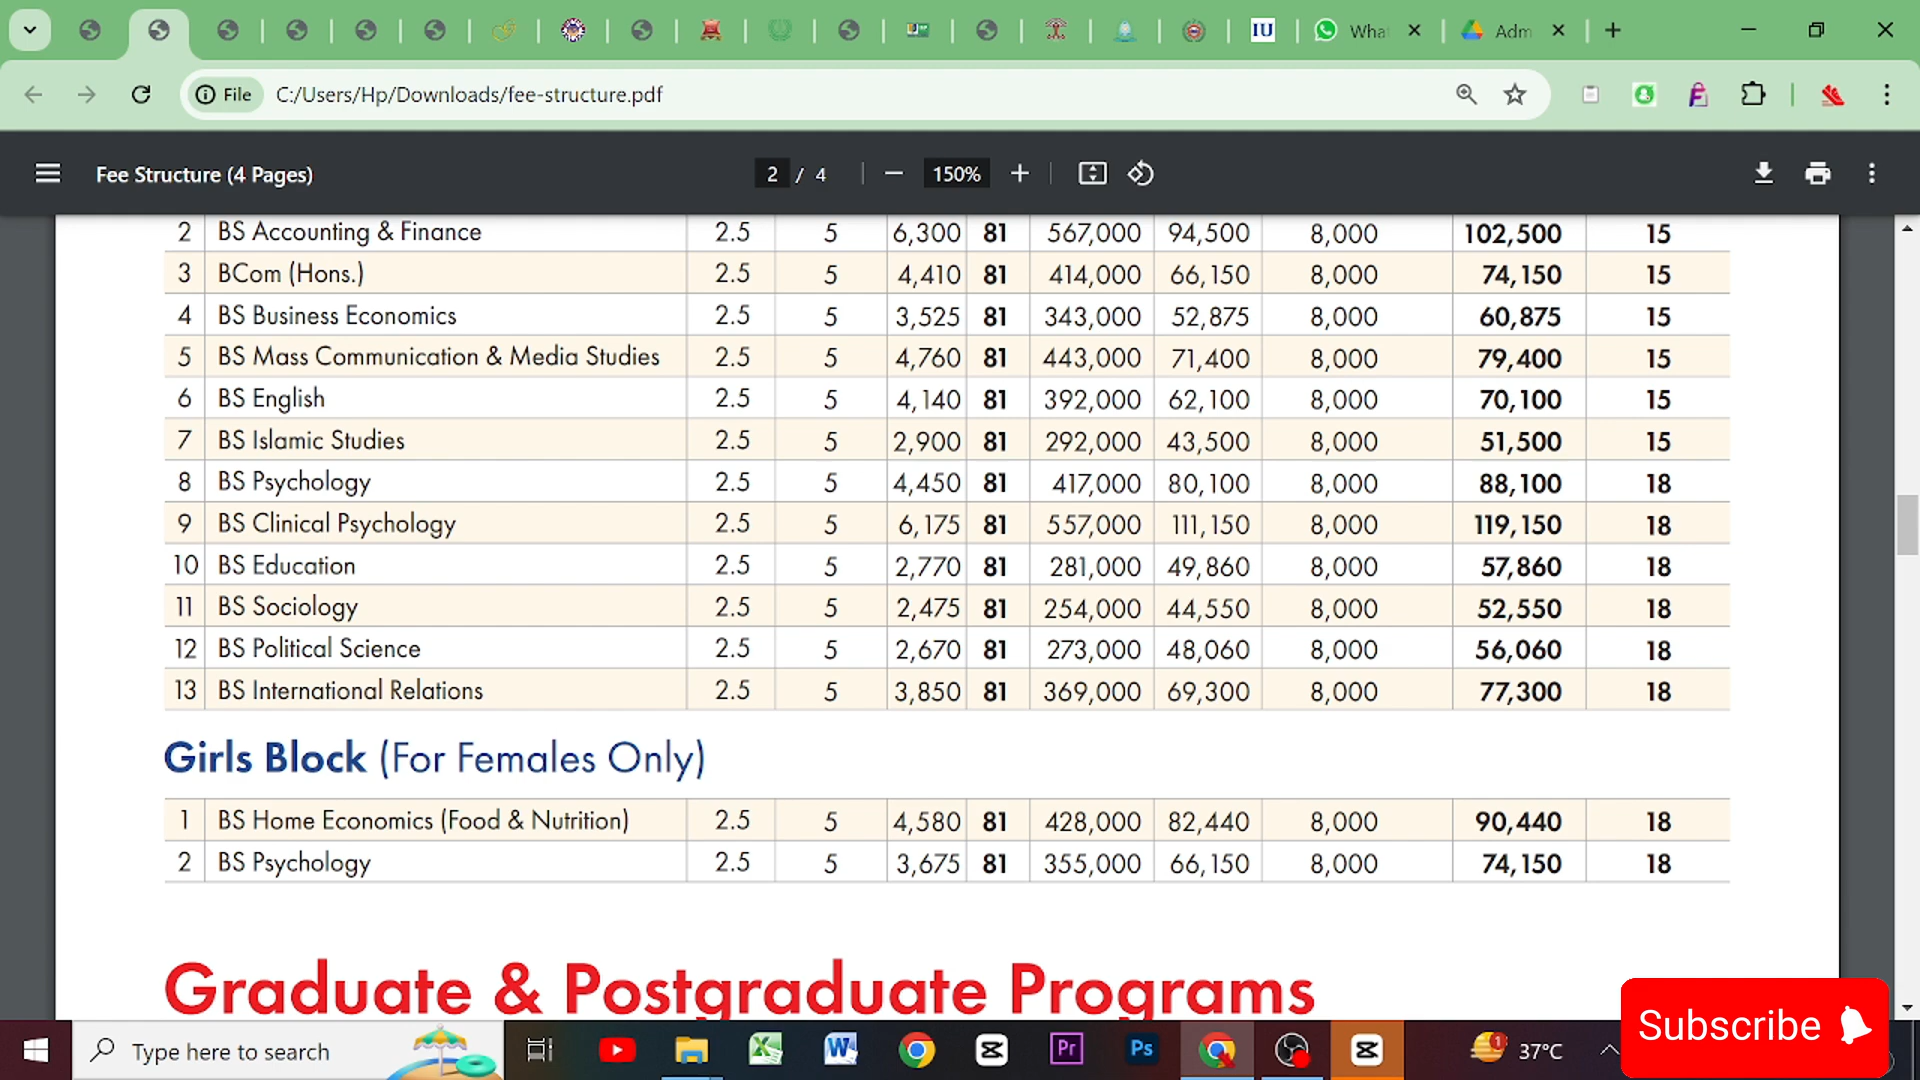 IU
Wha
Adm
File
C:/Users/Hp/Downloads/fee-structure.pdf
Fee Structure (4 Pages)
2 / 4
150%
2 BS Accounting & Finance 2.5 5 6,300 81 567,000 94,500 8,000 102,500 15
3 BCom (Hons.) 2.5 5 4,410 81 414,000 66,150 8,000 74,150 15
4 BS Business Economics 2.5 5 3,525 81 343,000 52,875 8,000 60,875 15
5 BS Mass Communication & Media Studies 2.5 5 4,760 81 443,000 71,400 8,000 79,400 15
6 BS English 2.5 5 4,140 81 392,000 62,100 8,000 70,100 15
7 BS Islamic Studies 2.5 5 2,900 81 292,000 43,500 8,000 51,500 15
8 BS Psychology 2.5 5 4,450 81 417,000 80,100 8,000 88,100 18
9 BS Clinical Psychology 2.5 5 6,175 81 557,000 111,150 8,000 119,150 18
10 BS Education 2.5 5 2,770 81 281,000 49,860 8,000 57,860 18
11 BS Sociology 2.5 5 2,475 81 254,000 44,550 8,000 52,550 18
12 BS Political Science 2.5 5 2,670 81 273,000 48,060 8,000 56,060 18
13 BS International Relations 2.5 5 3,850 81 369,000 69,300 8,000 77,300 18
Girls Block (For Females Only)
1 BS Home Economics (Food & Nutrition) 2.5 5 4,580 81 428,000 82,440 8,000 90,440 18
2 BS Psychology 2.5 5 3,675 81 355,000 66,150 8,000 74,150 18
Graduate & Postgraduate Programs
Subscribe
Type here to search
Pr
Ps
1
37°C